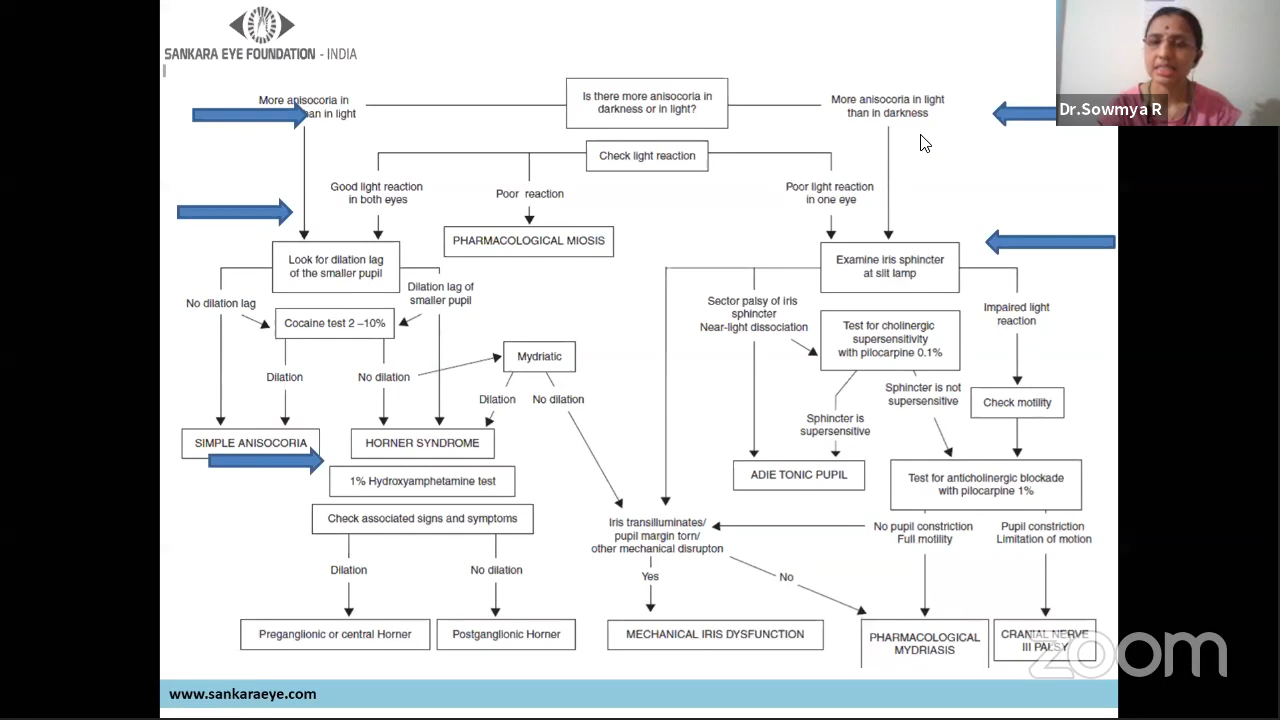 SANKARA EYE FOUNDATION - INDIA
Dr.Sowmya R
Is there more anisocoria in
darkness or in light?
More anisocoria in
than in light
More anisocoria in light
than in darkness
Check light reaction
Good light reaction
in both eyes
Poor reaction
Poor light reaction
in one eye
PHARMACOLOGICAL MIOSIS
Look for dilation lag
of the smaller pupil
Examine iris sphincter
at slit lamp
No dilation lag
Dilation lag of
smaller pupil
Cocaine test 2 –10%
Sector palsy of iris
sphincter
Near-light dissociation
Test for cholinergic
supersensitivity
with pilocarpine 0.1%
Impaired light
reaction
Mydriatic
Dilation
No dilation
Dilation
No dilation
Sphincter is not
supersensitive
Check motility
Sphincter is
supersensitive
SIMPLE ANISOCORIA
HORNER SYNDROME
ADIE TONIC PUPIL
Test for anticholinergic blockade
with pilocarpine 1%
1% Hydroxyamphetamine test
Check associated signs and symptoms
Iris transilluminates/
pupil margin torn/
other mechanical disrupton
No pupil constriction
Full motility
Pupil constriction
Limitation of motion
Dilation
No dilation
Yes
No
Preganglionic or central Horner
Postganglionic Horner
MECHANICAL IRIS DYSFUNCTION
PHARMACOLOGICAL
MYDRIASIS
CRANIAL NERVE
III PALSY
zoom
www.sankaraeye.com